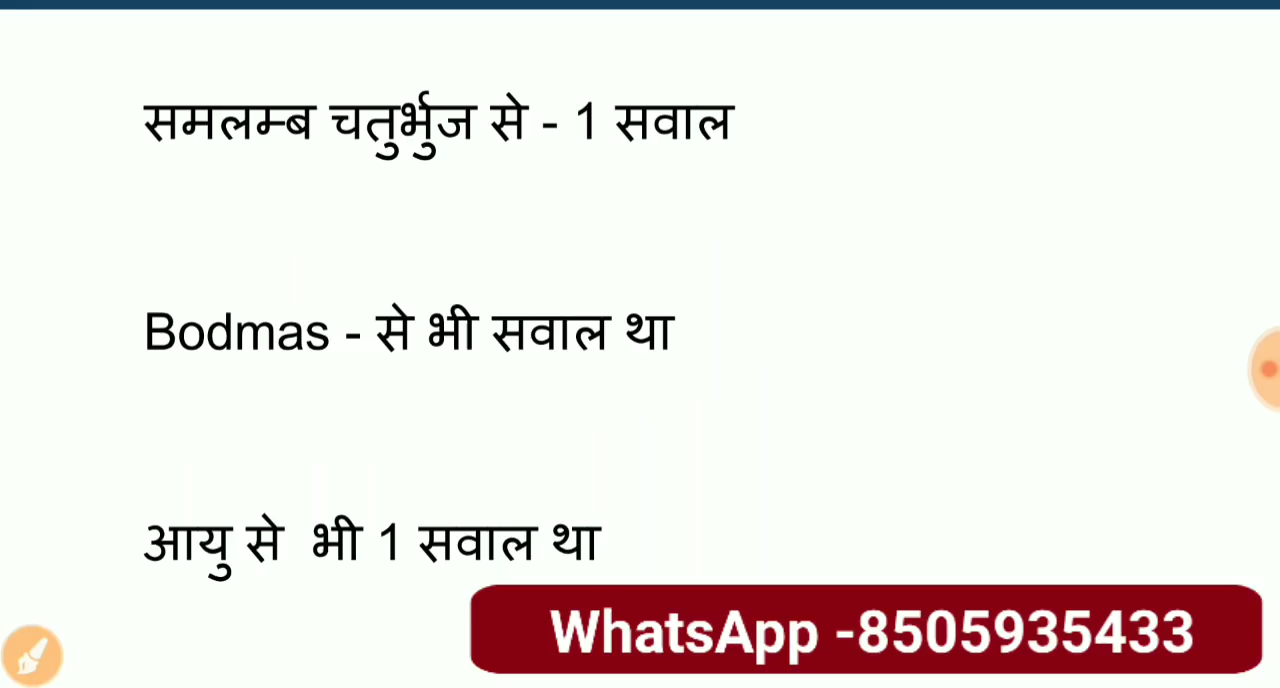 समलम्ब चतुर्भुज से - 1 सवाल
Bodmas - से भी सवाल था
आयु से भी 1 सवाल था
WhatsApp -8505935433